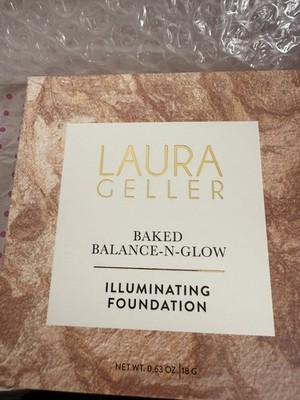 LAURA
GELLER
BAKED
BALANCE-N-GLOW
ILLUMINATING
FOUNDATION
NET WT. 0.63 OZ.|18 G